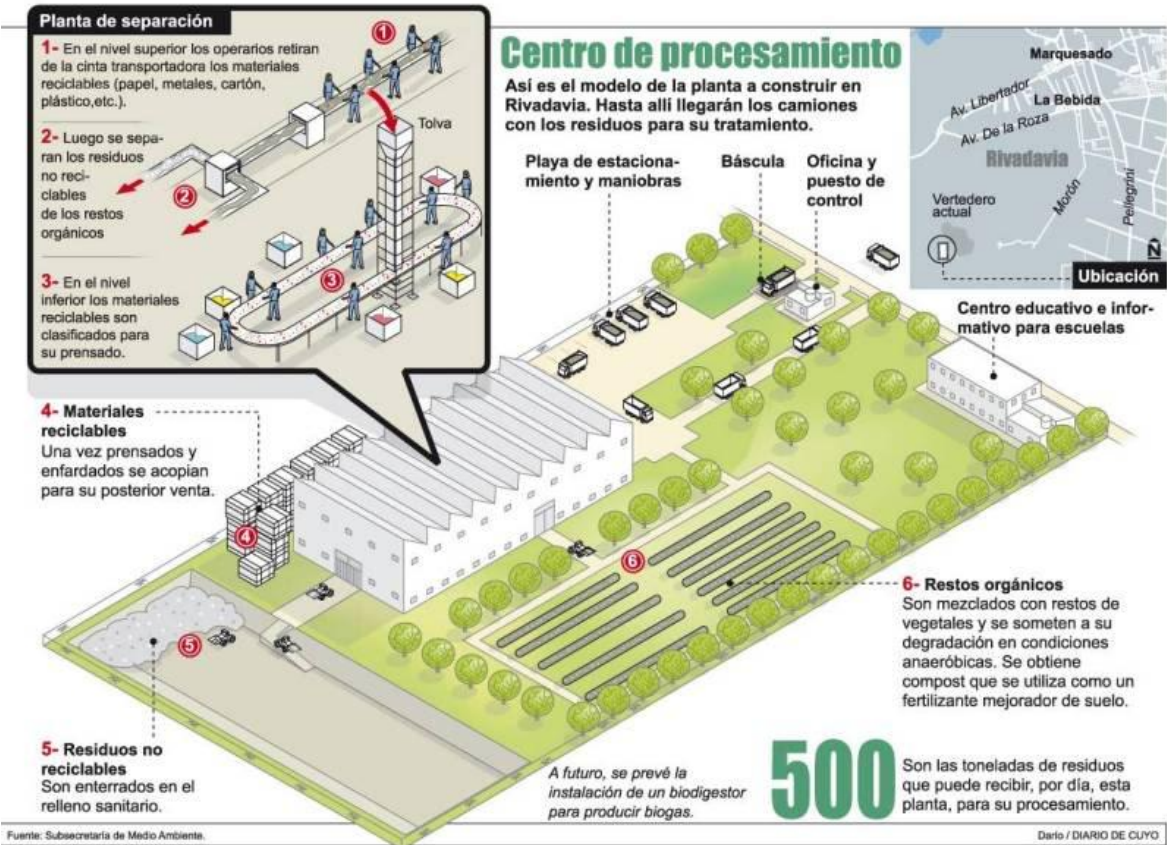 Planta de separación
1- En el nivel superior los operarios retiran
de la cinta transportadora los materiales
reciclables (papel, metales, cartón,
plástico,etc.).
2- Luego se sepa-
ran los residuos
no reci-
clables
de los restos
orgánicos
3- En el nivel
inferior los materiales
reciclables son
clasificados para
su prensado.
1
Tolva
2
3
Centro de procesamiento
Así es el modelo de la planta a construir en
Rivadavia. Hasta allí llegarán los camiones
con los residuos para su tratamiento.
Playa de estaciona-
miento y maniobras
Báscula
Oficina y
puesto de
control
Marquesado
Av. Libertador
La Bebida
Av. De la Roza
Rivadavia
Morón
Pellegrini
Vertedero
actual
N
Ubicación
Centro educativo e infor-
mativo para escuelas
4- Materiales
reciclables
Una vez prensados y
enfardados se acopian
para su posterior venta.
4
5
6
6- Restos orgánicos
Son mezclados con restos de
vegetales y se someten a su
degradación en condiciones
anaeróbicas. Se obtiene
compost que se utiliza como un
fertilizante mejorador de suelo.
5- Residuos no
reciclables
Son enterrados en el
relleno sanitario.
A futuro, se prevé la
instalación de un biodigestor
para producir biogas.
500
Son las toneladas de residuos
que puede recibir, por día, esta
planta, para su procesamiento.
Fuente: Subsecretaría de Medio Ambiente.
Darío / DIARIO DE CUYO